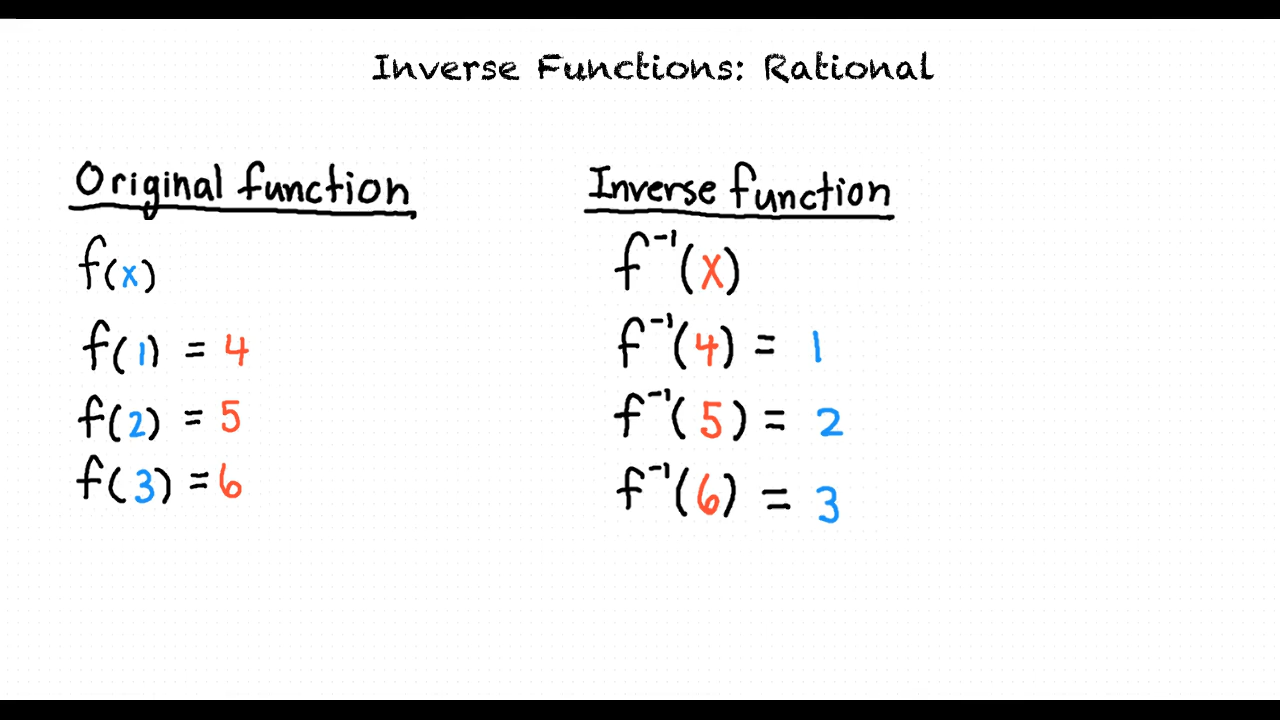 Inverse Functions: Rational
Original function
f(x)
f(1) = 4
f(2) = 5
f(3) = 6
Inverse function
f⁻¹(x)
f⁻¹(4) = 1
f⁻¹(5) = 2
f⁻¹(6) = 3